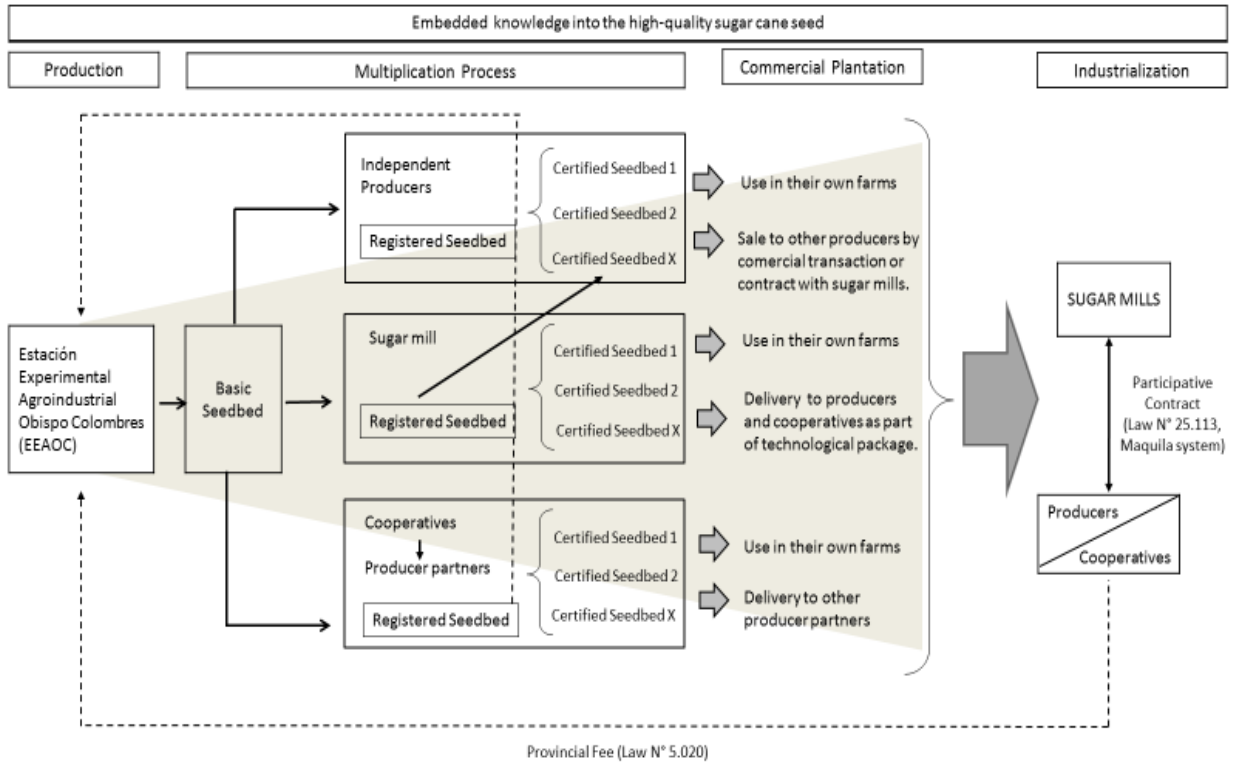 Embedded knowledge into the high-quality sugar cane seed
Production
Multiplication Process
Commercial Plantation
Industrialization
Estación
Experimental
Agroindustrial
Obispo Colombres
(EEAOC)
Basic
Seedbed
Independent
Producers
Registered Seedbed
Certified Seedbed 1
Certified Seedbed 2
Certified Seedbed X
Use in their own farms
Sale to other producers by
comercial transaction or
contract with sugar mills.
Sugar mill
Registered Seedbed
Certified Seedbed 1
Certified Seedbed 2
Certified Seedbed X
Use in their own farms
Delivery to producers
and cooperatives as part
of technological package.
Cooperatives
Producer partners
Registered Seedbed
Certified Seedbed 1
Certified Seedbed 2
Certified Seedbed X
Use in their own farms
Delivery to other
producer partners
SUGAR MILLS
Participative
Contract
(Law N° 25.113,
Maquila system)
Producers
Cooperatives
Provincial Fee (Law N° 5.020)